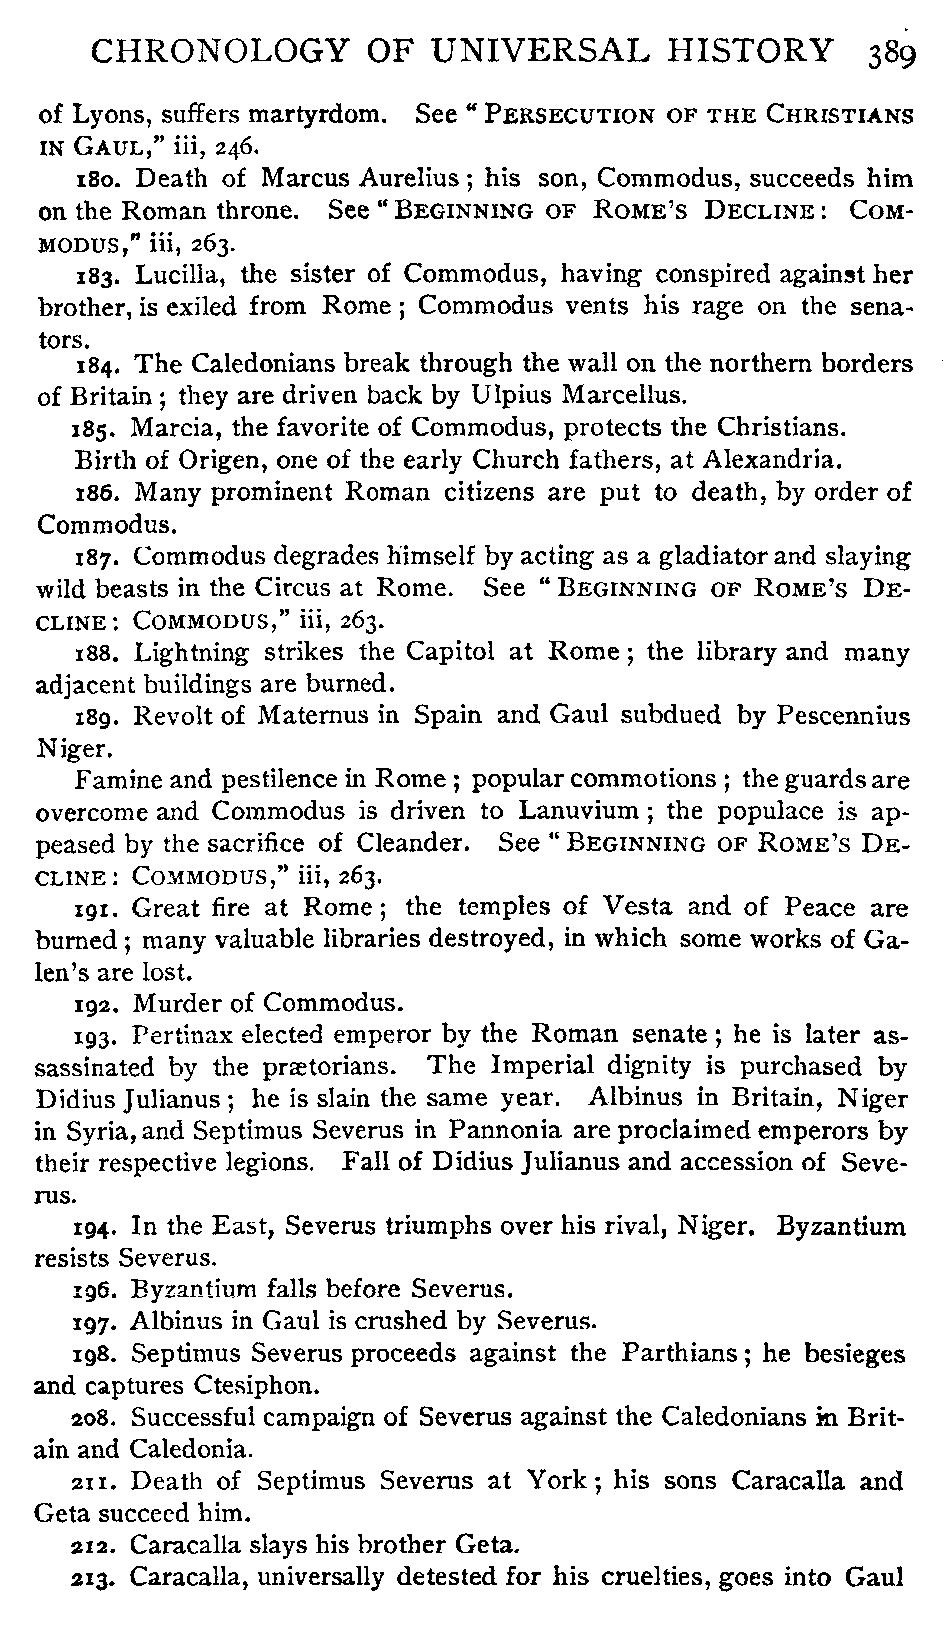 CHRONOLOGY OF UNIVERSAL HISTORY 389
of Lyons, suffers martyrdom. See "PERSECUTION OF THE CHRISTIANS
IN GAUL," iii, 246.
180. Death of Marcus Aurelius; his son, Commodus, succeeds him
on the Roman throne. See "BEGINNING OF ROME'S DECLINE: COM-
MODUS," iii, 263.
183. Lucilla, the sister of Commodus, having conspired against her
brother, is exiled from Rome; Commodus vents his rage on the sena-
tors.
184. The Caledonians break through the wall on the northern borders
of Britain; they are driven back by Ulpius Marcellus.
185. Marcia, the favorite of Commodus, protects the Christians.
Birth of Origen, one of the early Church fathers, at Alexandria.
186. Many prominent Roman citizens are put to death, by order of
Commodus.
187. Commodus degrades himself by acting as a gladiator and slaying
wild beasts in the Circus at Rome. See "BEGINNING OF ROME'S DE-
CLINE: COMMODUS," iii, 263.
188. Lightning strikes the Capitol at Rome; the library and many
adjacent buildings are burned.
189. Revolt of Maternus in Spain and Gaul subdued by Pescennius
Niger.
Famine and pestilence in Rome; popular commotions; the guards are
overcome and Commodus is driven to Lanuvium; the populace is ap-
peased by the sacrifice of Cleander. See "BEGINNING OF ROME'S DE-
CLINE: COMMODUS," iii, 263.
191. Great fire at Rome; the temples of Vesta and of Peace are
burned; many valuable libraries destroyed, in which some works of Ga-
len's are lost.
192. Murder of Commodus.
193. Pertinax elected emperor by the Roman senate; he is later as-
sassinated by the prætorians. The Imperial dignity is purchased by
Didius Julianus; he is slain the same year. Albinus in Britain, Niger
in Syria, and Septimus Severus in Pannonia are proclaimed emperors by
their respective legions. Fall of Didius Julianus and accession of Seve-
rus.
194. In the East, Severus triumphs over his rival, Niger. Byzantium
resists Severus.
196. Byzantium falls before Severus.
197. Albinus in Gaul is crushed by Severus.
198. Septimus Severus proceeds against the Parthians; he besieges
and captures Ctesiphon.
208. Successful campaign of Severus against the Caledonians in Brit-
ain and Caledonia.
211. Death of Septimus Severus at York; his sons Caracalla and
Geta succeed him.
212. Caracalla slays his brother Geta.
213. Caracalla, universally detested for his cruelties, goes into Gaul